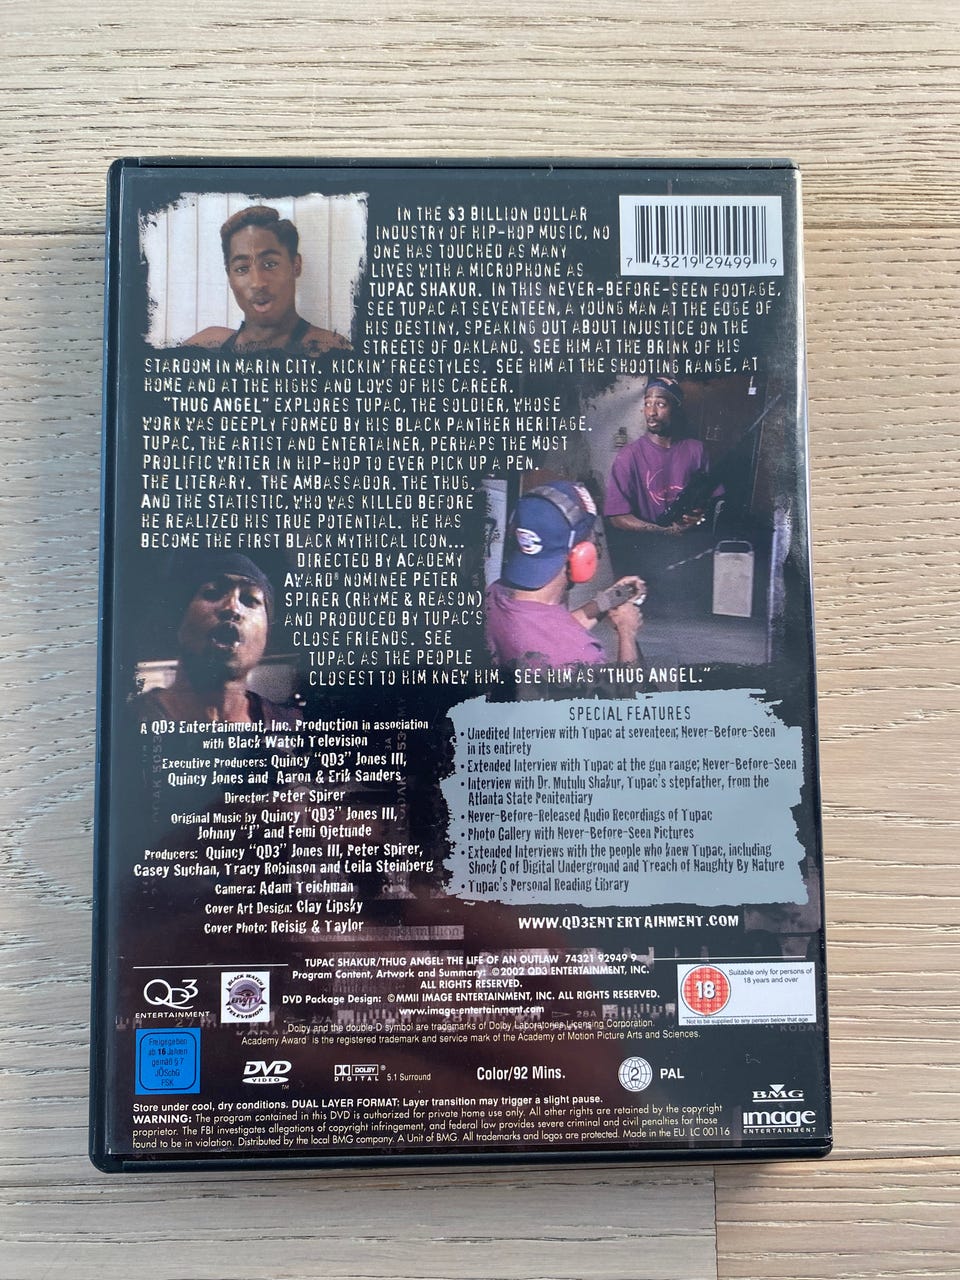 IN THE $3 BILLION DOLLAR
INDUSTRY OF HIP-HOP MUSIC, NO
ONE HAS TOUCHED AS MANY
LIVES WITH A MICROPHONE AS
TUPAC SHAKUR. IN THIS NEVER-BEFORE-SEEN FOOTAGE,
SEE TUPAC AT SEVENTEEN, A YOUNG MAN AT THE EDGE OF
HIS DESTINY, SPEAKING OUT ABOUT INJUSTICE ON THE
STREETS OF OAKLAND. SEE HIM AT THE BRINK OF HIS
STARDOM IN MARIN CITY. KICKIN' FREESTYLES. SEE HIM AT THE SHOOTING RANGE, AT
HOME AND AT THE HIGHS AND LOWS OF HIS CAREER.
"THUG ANGEL" EXPLORES TUPAC, THE SOLDIER, WHOSE
WORK WAS DEEPLY FORMED BY HIS BLACK PANTHER HERITAGE.
TUPAC, THE ARTIST AND ENTERTAINER, PERHAPS THE MOST
PROLIFIC WRITER IN HIP-HOP TO EVER PICK UP A PEN.
THE LITERARY. THE AMBASSADOR. THE THUG.
AND THE STATISTIC, WHO WAS KILLED BEFORE
HE REALIZED HIS TRUE POTENTIAL. HE HAS
BECOME THE FIRST BLACK MYTHICAL ICON...
DIRECTED BY ACADEMY
AWARD® NOMINEE PETER
SPIRER (RHYME & REASON)
AND PRODUCED BY TUPAC'S
CLOSE FRIENDS. SEE
TUPAC AS THE PEOPLE
CLOSEST TO HIM KNEW HIM. SEE HIM AS "THUG ANGEL."
7 43219 29499 9
A QD3 Entertainment, Inc. Production in association
with Black Watch Television
Executive Producers: Quincy "QD3" Jones III,
Quincy Jones and Aaron & Erik Sanders
Director: Peter Spirer
Original Music by Quincy "QD3" Jones III,
Johnny "J" and Femi Ojetunde
Producers: Quincy "QD3" Jones III, Peter Spirer,
Casey Suchan, Tracy Robinson and Leila Steinberg
Camera: Adam Teichman
Cover Art Design: Clay Lipsky
Cover Photo: Reisig & Taylor
SPECIAL FEATURES
• Unedited Interview with Tupac at seventeen; Never-Before-Seen
in its entirety
• Extended Interview with Tupac at the gun range; Never-Before-Seen
• Interview with Dr. Mutulu Shakur, Tupac's stepfather, from the
Atlanta State Penitentiary
• Never-Before-Released Audio Recordings of Tupac
• Photo Gallery with Never-Before-Seen Pictures
• Extended Interviews with the people who knew Tupac, including
Shock G of Digital Underground and Treach of Naughty By Nature
• Tupac's Personal Reading Library
WWW.QD3ENTERTAINMENT.COM
QD3
ENTERTAINMENT
BLACK WATCH
BWTV
TELEVISION
TUPAC SHAKUR/THUG ANGEL: THE LIFE OF AN OUTLAW 74321 92949 9
Program Content, Artwork and Summary: ©2002 QD3 ENTERTAINMENT, INC.
ALL RIGHTS RESERVED.
DVD Package Design: ©MMII IMAGE ENTERTAINMENT, INC. ALL RIGHTS RESERVED.
www.image-entertainment.com
18
Suitable only for persons of
18 years and over
Not to be supplied to any person below that age
Dolby and the double-D symbol are trademarks of Dolby Laboratories Licensing Corporation.
Academy Award® is the registered trademark and service mark of the Academy of Motion Picture Arts and Sciences.
Freigegeben
ab 16 Jahren
gemäß § 7
JÖSchG
FSK
DVD
VIDEO
TM
DOLBY
DIGITAL 5.1 Surround
Color/92 Mins.
2
PAL
BMG
image
ENTERTAINMENT
Store under cool, dry conditions. DUAL LAYER FORMAT: Layer transition may trigger a slight pause.
WARNING: The program contained in this DVD is authorized for private home use only. All other rights are retained by the copyright
proprietor. The FBI investigates allegations of copyright infringement, and federal law provides severe criminal and civil penalties for those
found to be in violation. Distributed by the local BMG company. A Unit of BMG. All trademarks and logos are protected. Made in the EU. LC 00116